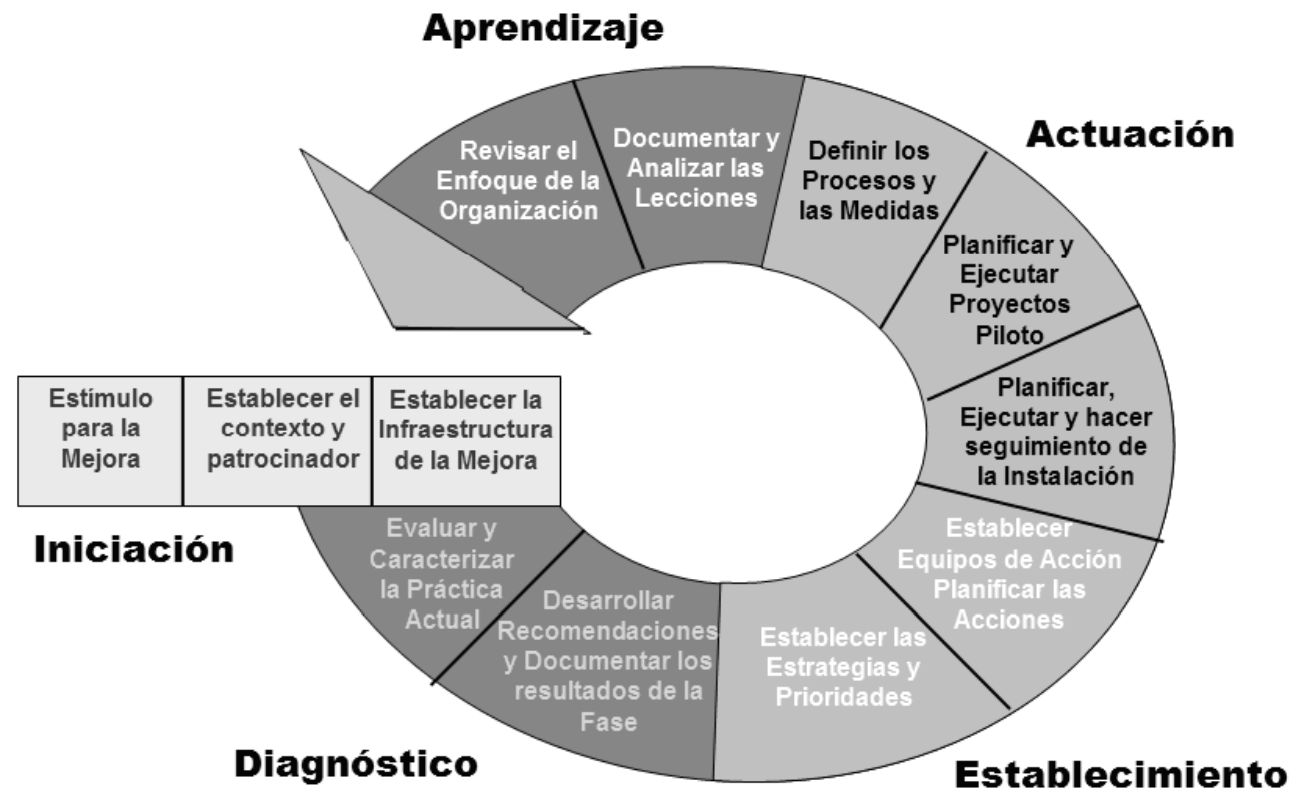 Aprendizaje
Actuación
Revisar el
Enfoque de la
Organización
Documentar y
Analizar las
Lecciones
Definir los
Procesos y
las Medidas
Planificar y
Ejecutar
Proyectos
Piloto
Planificar,
Ejecutar y hacer
seguimiento de
la Instalación
Estímulo
para la
Mejora
Establecer el
contexto y
patrocinador
Establecer la
Infraestructura
de la Mejora
Iniciación
Evaluar y
Caracterizar
la Práctica
Actual
Desarrollar
Recomendaciones
y Documentar los
resultados de la
Fase
Establecer las
Estrategias y
Prioridades
Establecer
Equipos de Acción
Planificar las
Acciones
Diagnóstico
Establecimiento